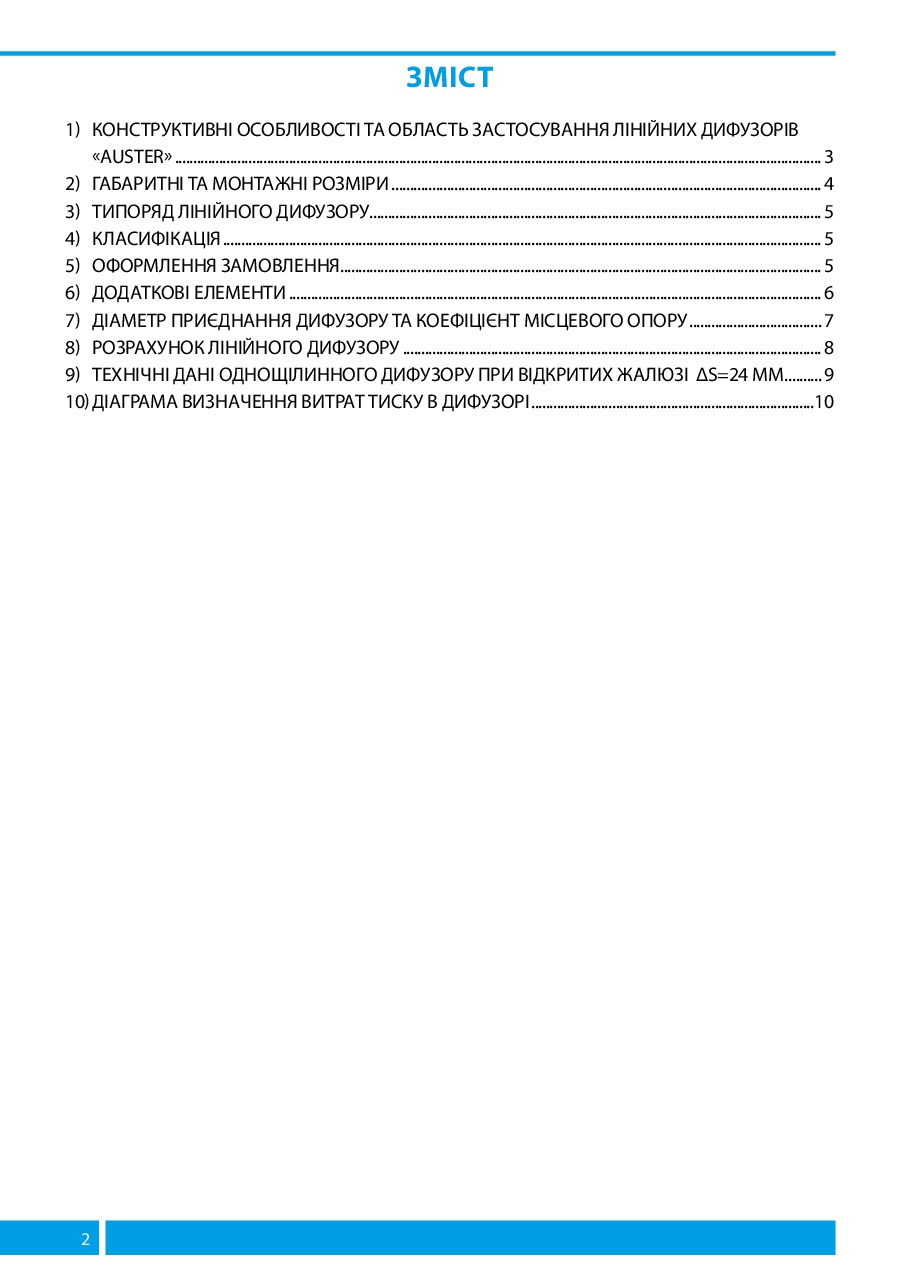 ЗМІСТ
1) КОНСТРУКТИВНІ ОСОБЛИВОСТІ ТА ОБЛАСТЬ ЗАСТОСУВАННЯ ЛІНІЙНИХ ДИФУЗОРІВ
«AUSTER» ........................................ 3
2) ГАБАРИТНІ ТА МОНТАЖНІ РОЗМІРИ ........................................ 4
3) ТИПОРЯД ЛІНІЙНОГО ДИФУЗОРУ........................................ 5
4) КЛАСИФІКАЦІЯ ........................................ 5
5) ОФОРМЛЕННЯ ЗАМОВЛЕННЯ........................................ 5
6) ДОДАТКОВІ ЕЛЕМЕНТИ ........................................ 6
7) ДІАМЕТР ПРИЄДНАННЯ ДИФУЗОРУ ТА КОЕФІЦІЄНТ МІСЦЕВОГО ОПОРУ .................................... 7
8) РОЗРАХУНОК ЛІНІЙНОГО ДИФУЗОРУ ........................................ 8
9) ТЕХНІЧНІ ДАНІ ОДНОЩІЛИННОГО ДИФУЗОРУ ПРИ ВІДКРИТИХ ЖАЛЮЗІ ΔS=24 ММ.......... 9
10) ДІАГРАМА ВИЗНАЧЕННЯ ВИТРАТ ТИСКУ В ДИФУЗОРІ ........................................10
2